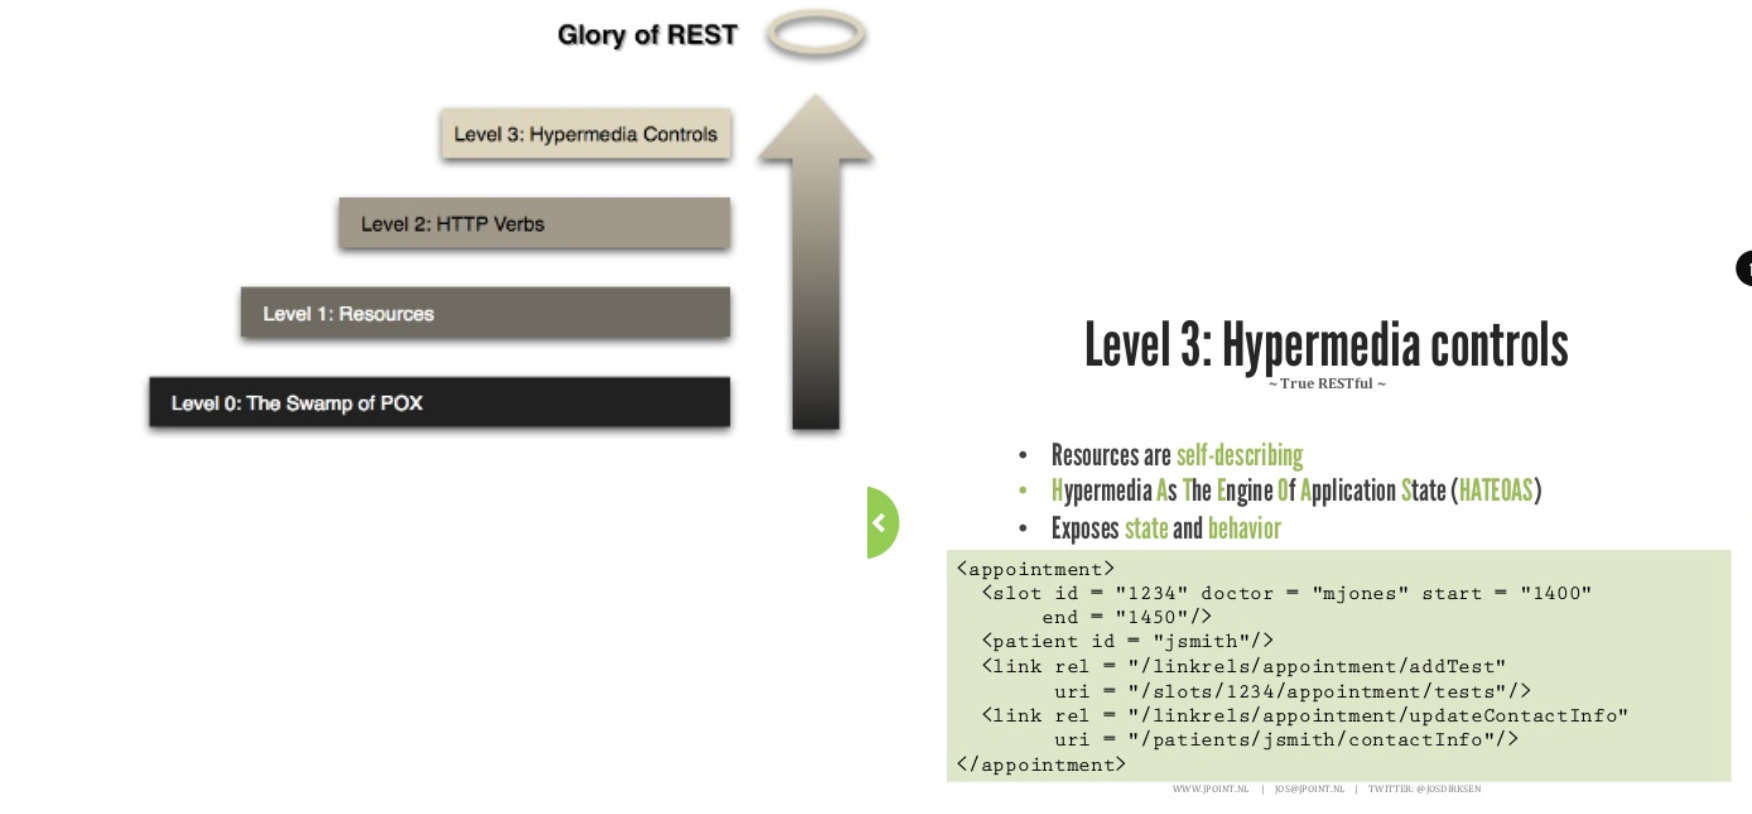 Glory of REST
Level 3: Hypermedia Controls
Level 2: HTTP Verbs
Level 1: Resources
Level 0: The Swamp of POX
Level 3: Hypermedia controls
~ True RESTful ~
• Resources are self-describing
• Hypermedia As The Engine Of Application State (HATEOAS)
• Exposes state and behavior
<appointment>
<slot id = "1234" doctor = "mjones" start = "1400"
end = "1450"/>
<patient id = "jsmith"/>
<link rel = "/linkrels/appointment/addTest"
uri = "/slots/1234/appointment/tests"/>
<link rel = "/linkrels/appointment/updateContactInfo"
uri = "/patients/jsmith/contactInfo"/>
</appointment>
WWW.JPOINT.NL | JOS@JPOINT.NL | TWITTER: @JOSDIRKSEN